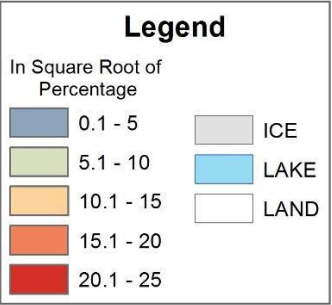 Legend
In Square Root of
Percentage
0.1 - 5
5.1 - 10
10.1 - 15
15.1 - 20
20.1 - 25
ICE
LAKE
LAND